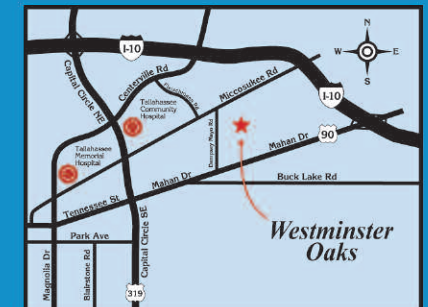 N
W E
S
I-10
Capital Circle NE
Centerville Rd
Miccosukee Rd
I-10
Tallahassee
Community
Hospital
Dempsey Mayo Rd
90
Mahan Dr
Tallahassee
Memorial
Hospital
Mahan Dr
Buck Lake Rd
Tennessee St
Park Ave
Westminster
Oaks
Magnolia Dr
Blairstone Rd
Capital Circle SE
319